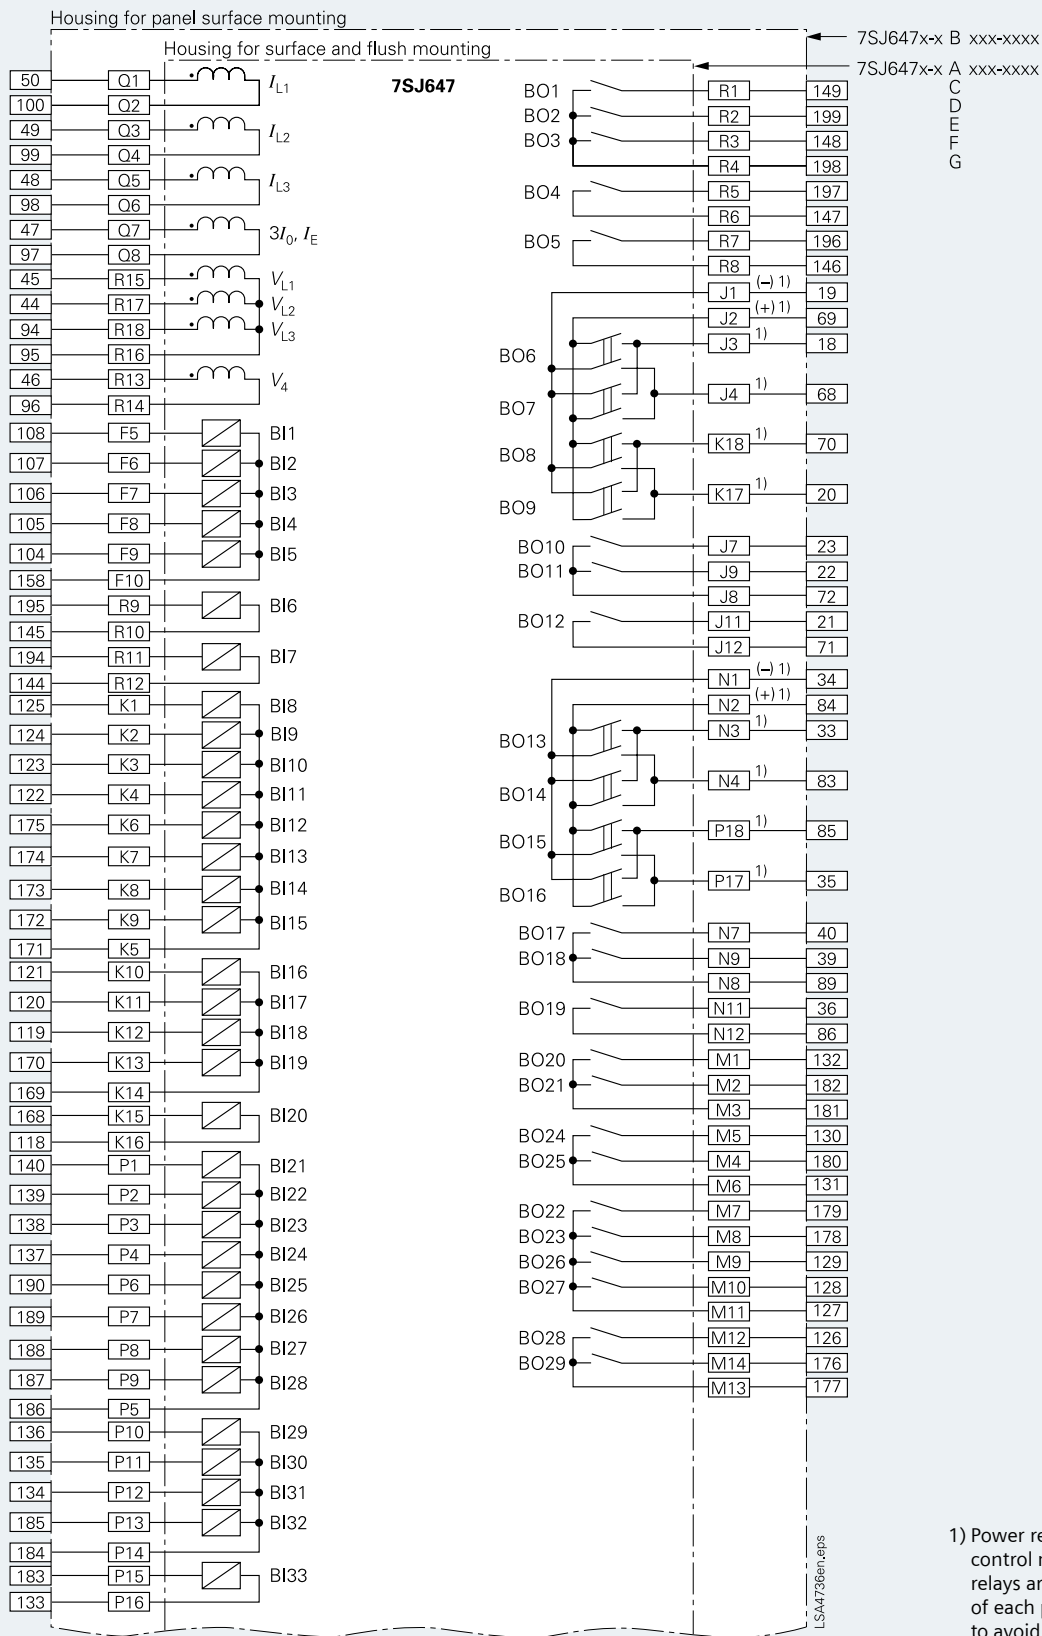 Housing for panel surface mounting
Housing for surface and flush mounting
7SJ647
7SJ647x-x B xxx-xxxx
7SJ647x-x A xxx-xxxx
C
D
E
F
G
50 Q1 I L1
100 Q2
49 Q3 I L2
99 Q4
48 Q5 I L3
98 Q6
47 Q7 3I0, IE
97 Q8
45 R15 V L1
44 R17 V L2
94 R18 V L3
95 R16
46 R13 V4
96 R14
108 F5 BI1
107 F6 BI2
106 F7 BI3
105 F8 BI4
104 F9 BI5
158 F10
195 R9 BI6
145 R10
194 R11 BI7
144 R12
125 K1 BI8
124 K2 BI9
123 K3 BI10
122 K4 BI11
175 K6 BI12
174 K7 BI13
173 K8 BI14
172 K9 BI15
171 K5
121 K10 BI16
120 K11 BI17
119 K12 BI18
170 K13 BI19
169 K14
168 K15 BI20
118 K16
140 P1 BI21
139 P2 BI22
138 P3 BI23
137 P4 BI24
190 P6 BI25
189 P7 BI26
188 P8 BI27
187 P9 BI28
186 P5
136 P10 BI29
135 P11 BI30
134 P12 BI31
185 P13 BI32
184 P14
183 P15 BI33
133 P16
BO1 R1 149
BO2 R2 199
BO3 R3 148
R4 198
BO4 R5 197
R6 147
BO5 R7 196
R8 146
J1 (–) 1) 19
J2 (+) 1) 69
J3 1) 18
BO6
J4 1) 68
BO7
K18 1) 70
BO8
K17 1) 20
BO9
BO10 J7 23
BO11 J9 22
J8 72
BO12 J11 21
J12 71
N1 (–) 1) 34
N2 (+) 1) 84
N3 1) 33
BO13
N4 1) 83
BO14
P18 1) 85
BO15
P17 1) 35
BO16
BO17 N7 40
BO18 N9 39
N8 89
BO19 N11 36
N12 86
BO20 M1 132
BO21 M2 182
M3 181
BO24 M5 130
BO25 M4 180
M6 131
BO22 M7 179
BO23 M8 178
BO26 M9 129
BO27 M10 128
M11 127
BO28 M12 126
BO29 M14 176
M13 177
LSA4736en.eps
1) Power re
control
relays
of each
to avoid